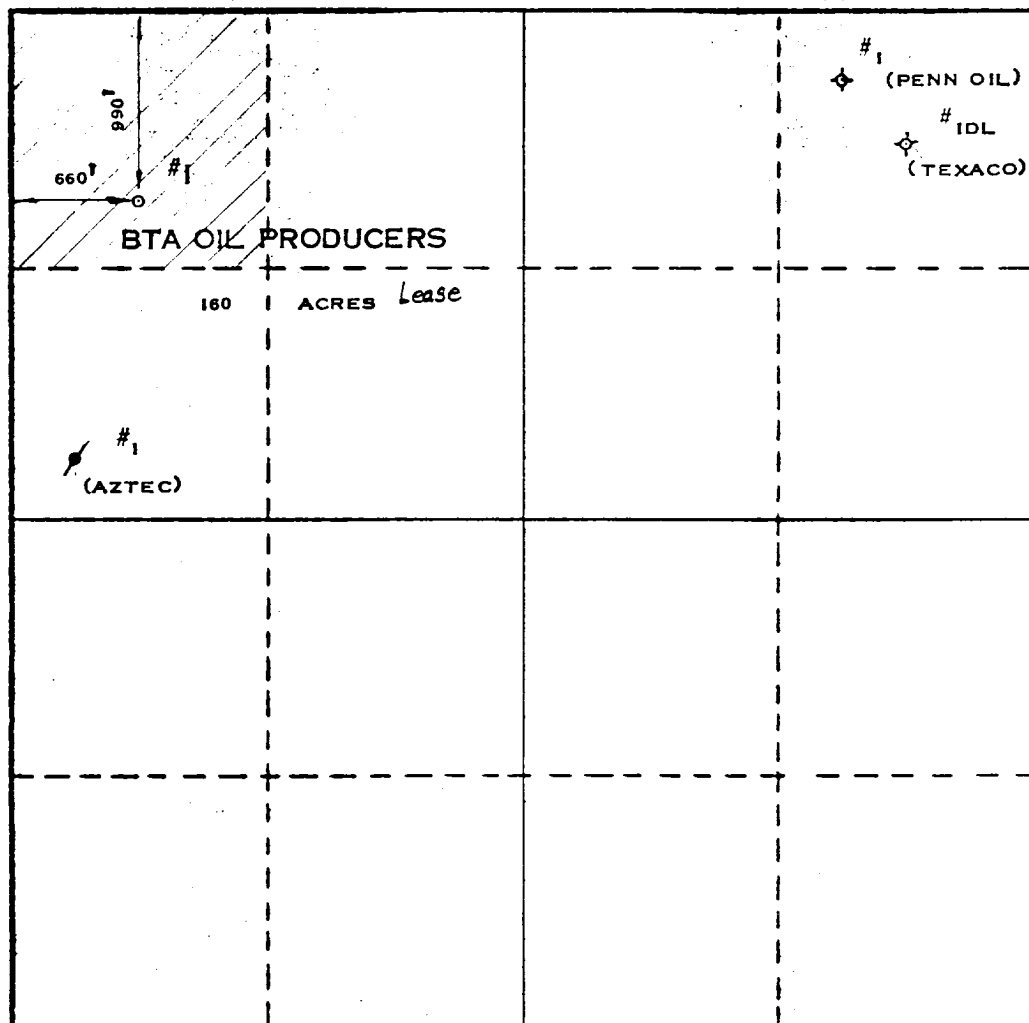 #1
(PENN OIL)
#1DL
(TEXACO)
990'
660'
#1
BTA OIL PRODUCERS
160 ACRES Lease
#1
(AZTEC)